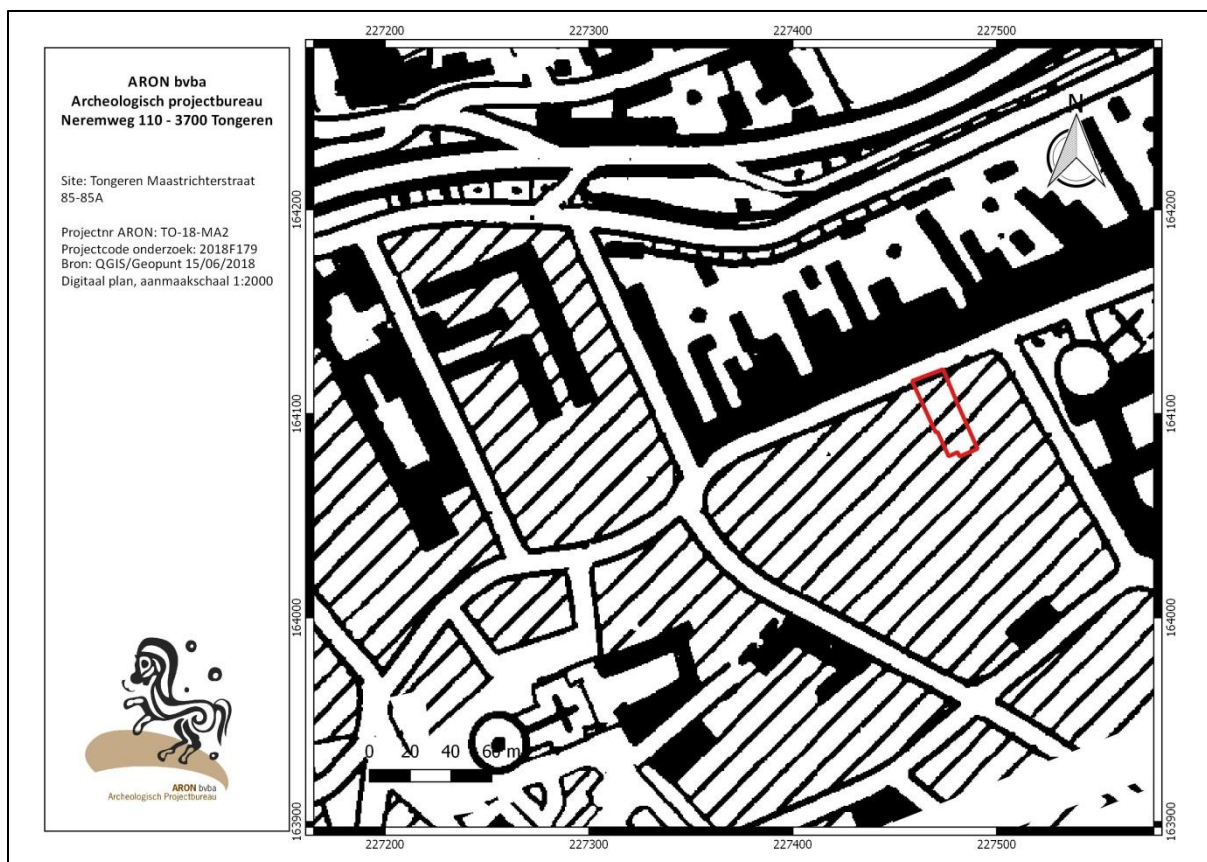 ARON bvba
Archeologisch projectbureau
Neremweg 110 - 3700 Tongeren
Site: Tongeren Maastrichterstraat
85-85A
Projectnr ARON: TO-18-MA2
Projectcode onderzoek: 2018F179
Bron: QGIS/Geopunt 15/06/2018
Digitaal plan, aanmaakschaal 1:2000
ARON bvba
Archeologisch Projectbureau
227200 227300 227400 227500
N
164200 164200
164100 164100
164000 164000
163900 163900
0 20 40 60 m
227200 227300 227400 227500